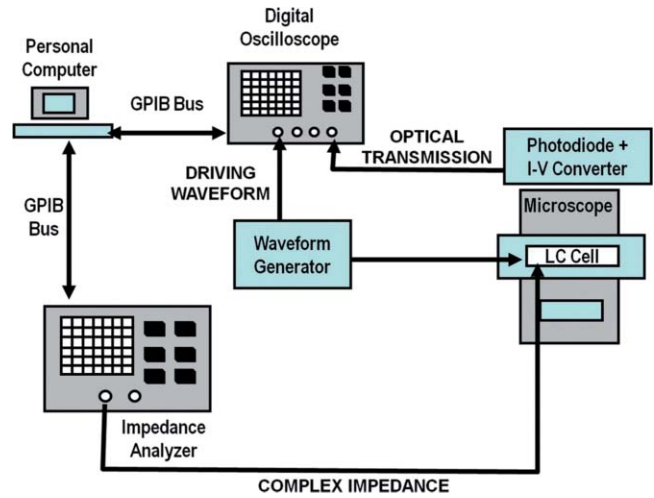 Digital
Oscilloscope
Personal
Computer
GPIB Bus
OPTICAL
TRANSMISSION
Photodiode +
I-V Converter
DRIVING
WAVEFORM
GPIB
Bus
Microscope
Waveform
Generator
LC Cell
Impedance
Analyzer
COMPLEX IMPEDANCE